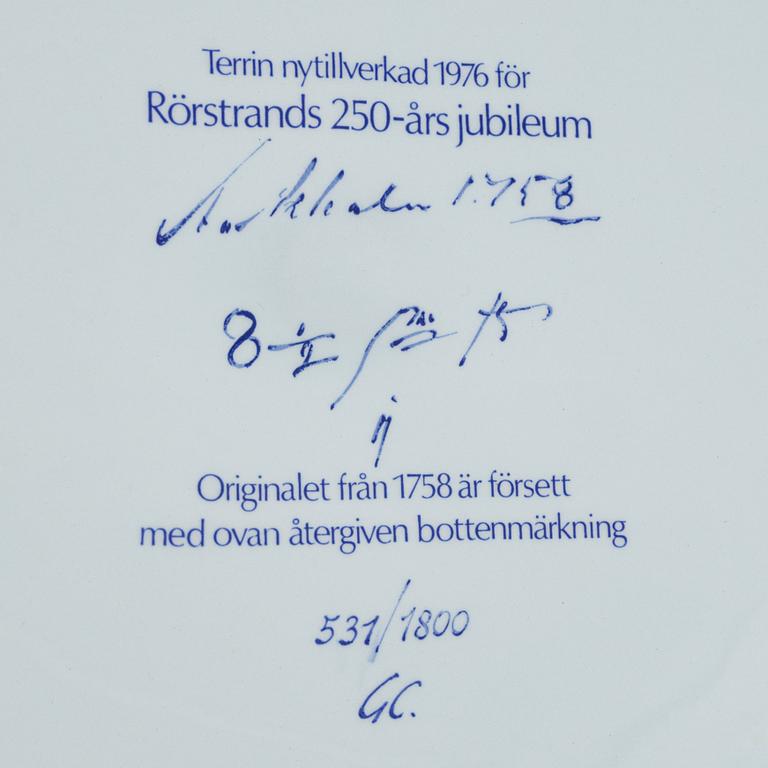 Terrin nytillverkad 1976 för
Rörstrands 250-års jubileum
Stockholm 1758
8
Originalet från 1758 är försett
med ovan återgiven bottenmärkning
531/1800
GC.